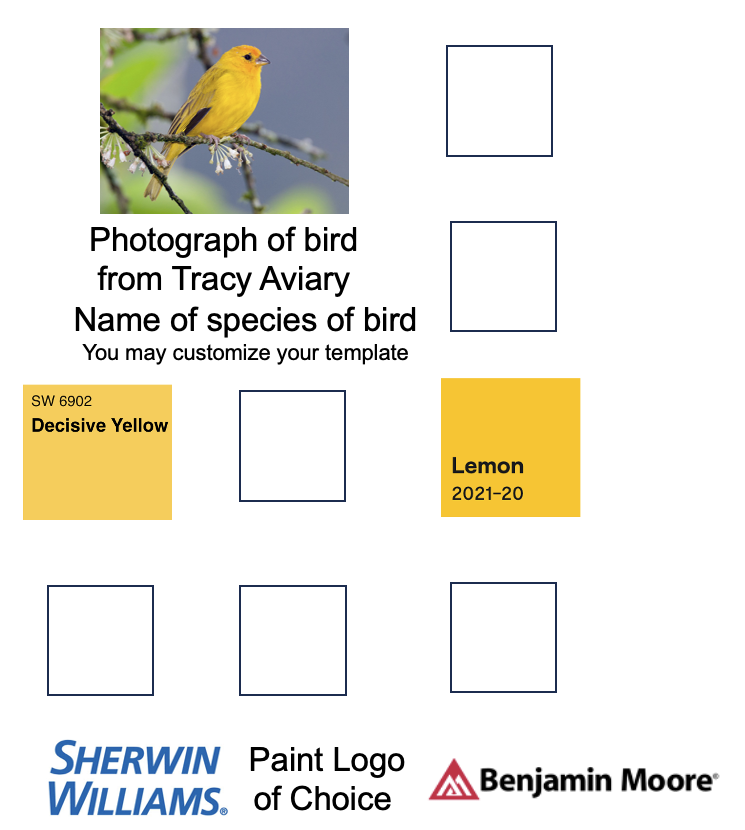 Photograph of bird
from Tracy Aviary
Name of species of bird
You may customize your template
SW 6902
Decisive Yellow
Lemon
2021-20
SHERWIN
WILLIAMS®
Paint Logo
of Choice
Benjamin Moore®